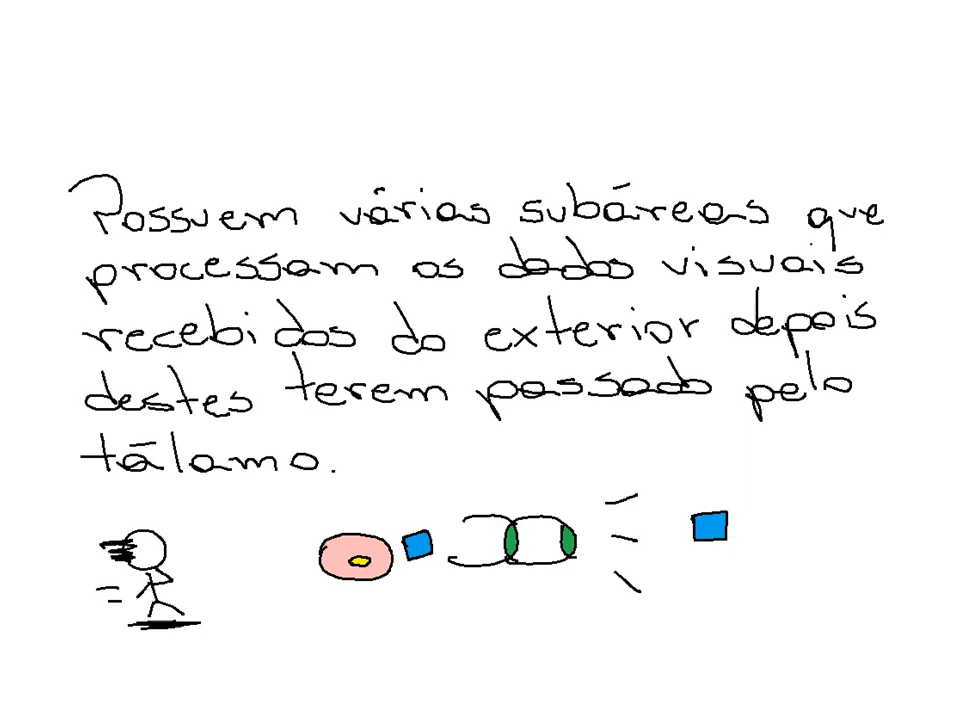 Possuem várias subáreas que
processam os dados visuais
recebidos do exterior depois
destes terem passado pelo
tálamo.